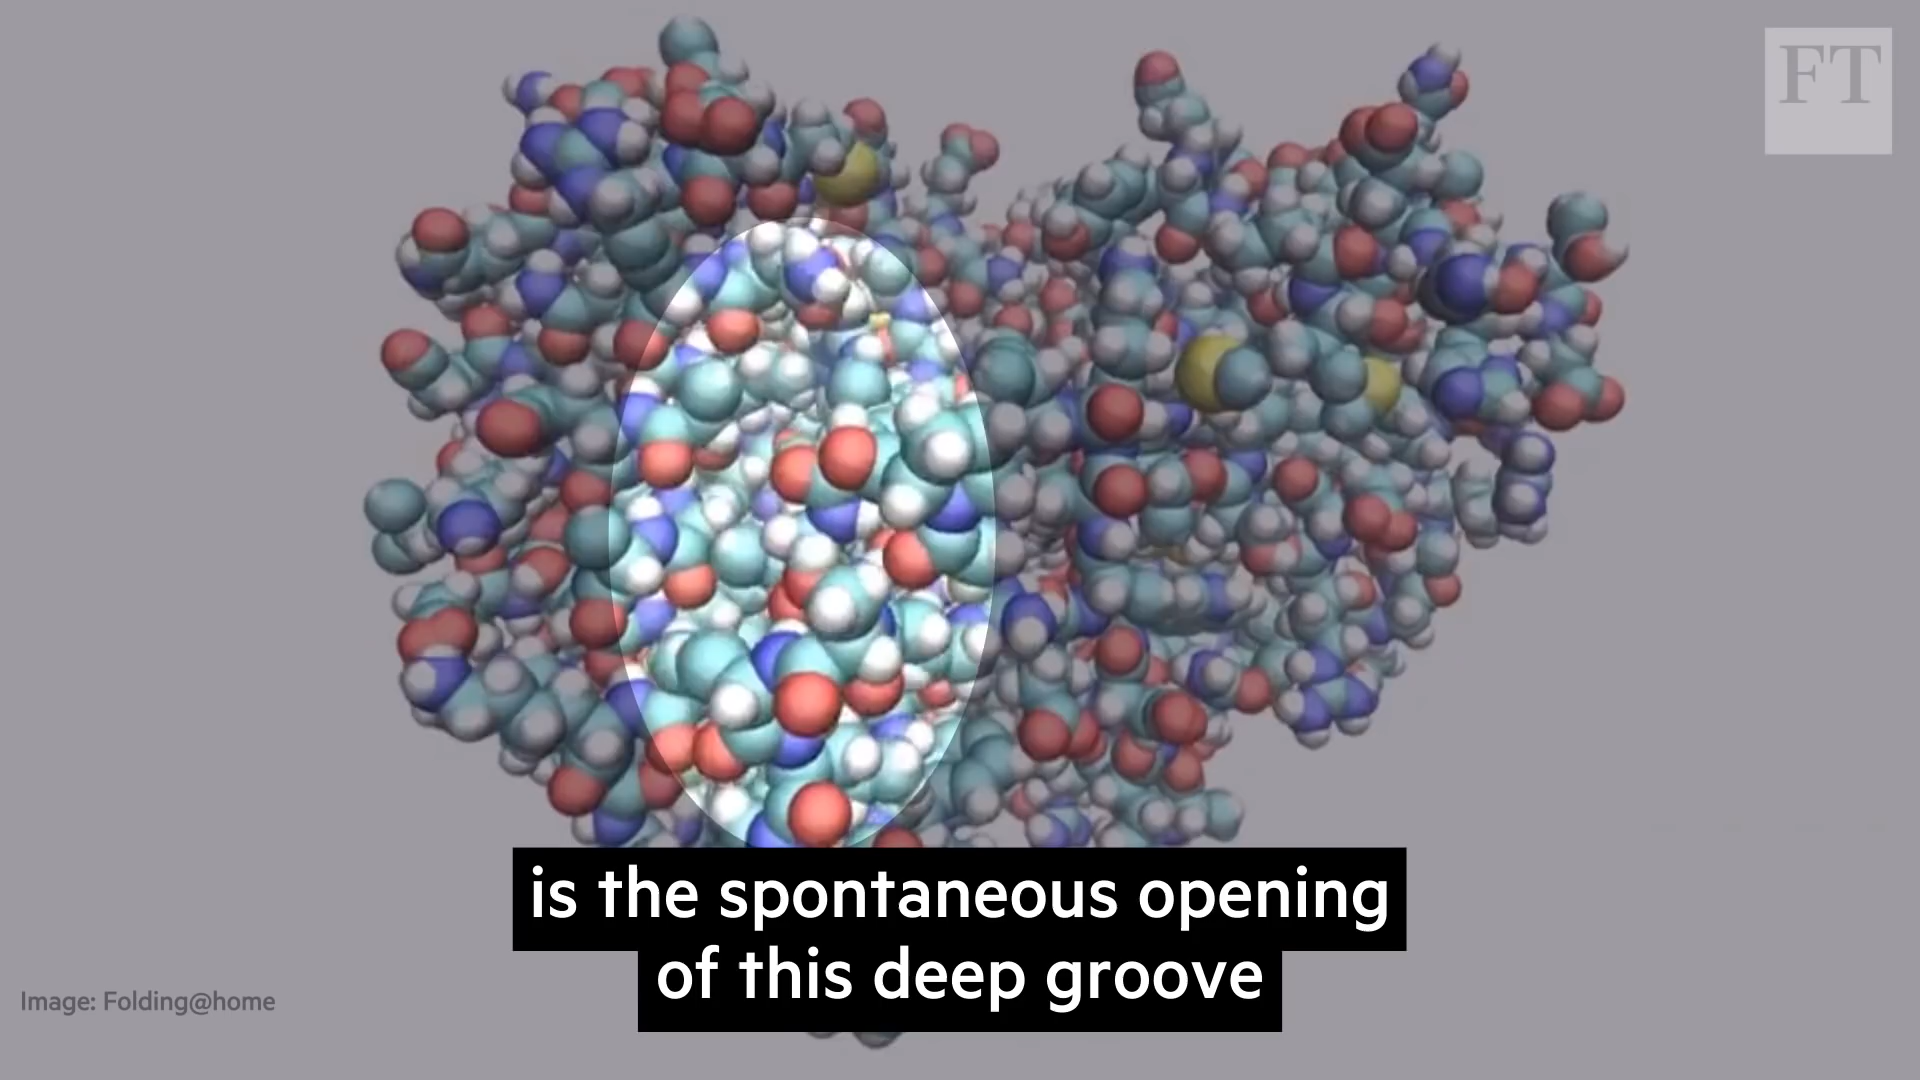 FT
is the spontaneous opening
of this deep groove
Image: Folding@home